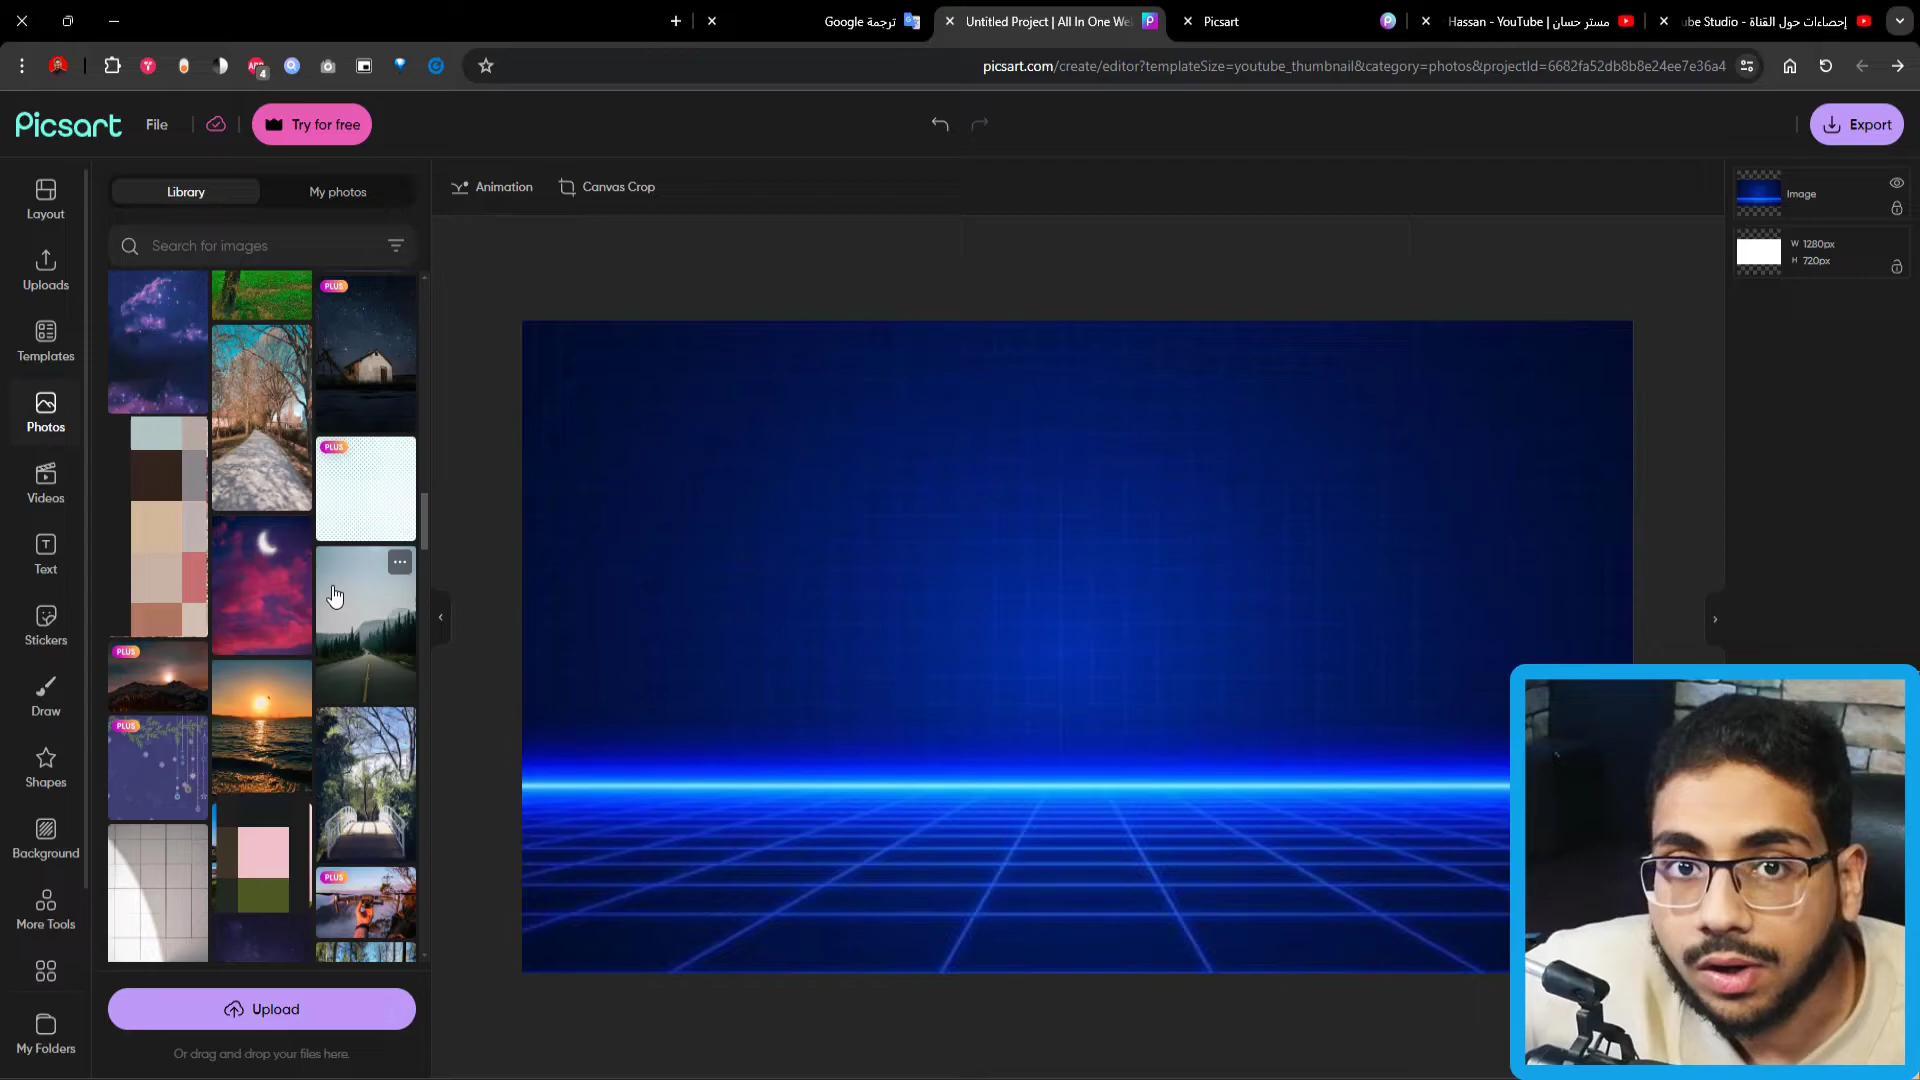 ترجمة Google
Untitled Project | All In One We
Picsart
مستر حسان | Hassan - YouTube
إحصاءات حول القناة - ube Studio
4
picsart.com/create/editor?templateSize=youtube_thumbnail&category=photos&projectId=6682fa52db8b8e24ee7e36a4
Picsart
File
Try for free
Export
Layout
Uploads
Templates
Photos
Videos
Text
Stickers
Draw
Shapes
Background
More Tools
My Folders
Library
My photos
Search for images
PLUS
PLUS
PLUS
PLUS
PLUS
Upload
Or drag and drop your files here.
Animation
Canvas Crop
Image
W 1280px
H 720px